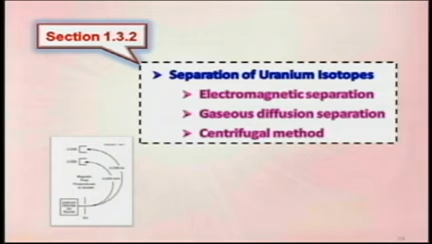 Section 1.3.2
Separation of Uranium Isotopes
Electromagnetic separation
Gaseous diffusion separation
Centrifugal method